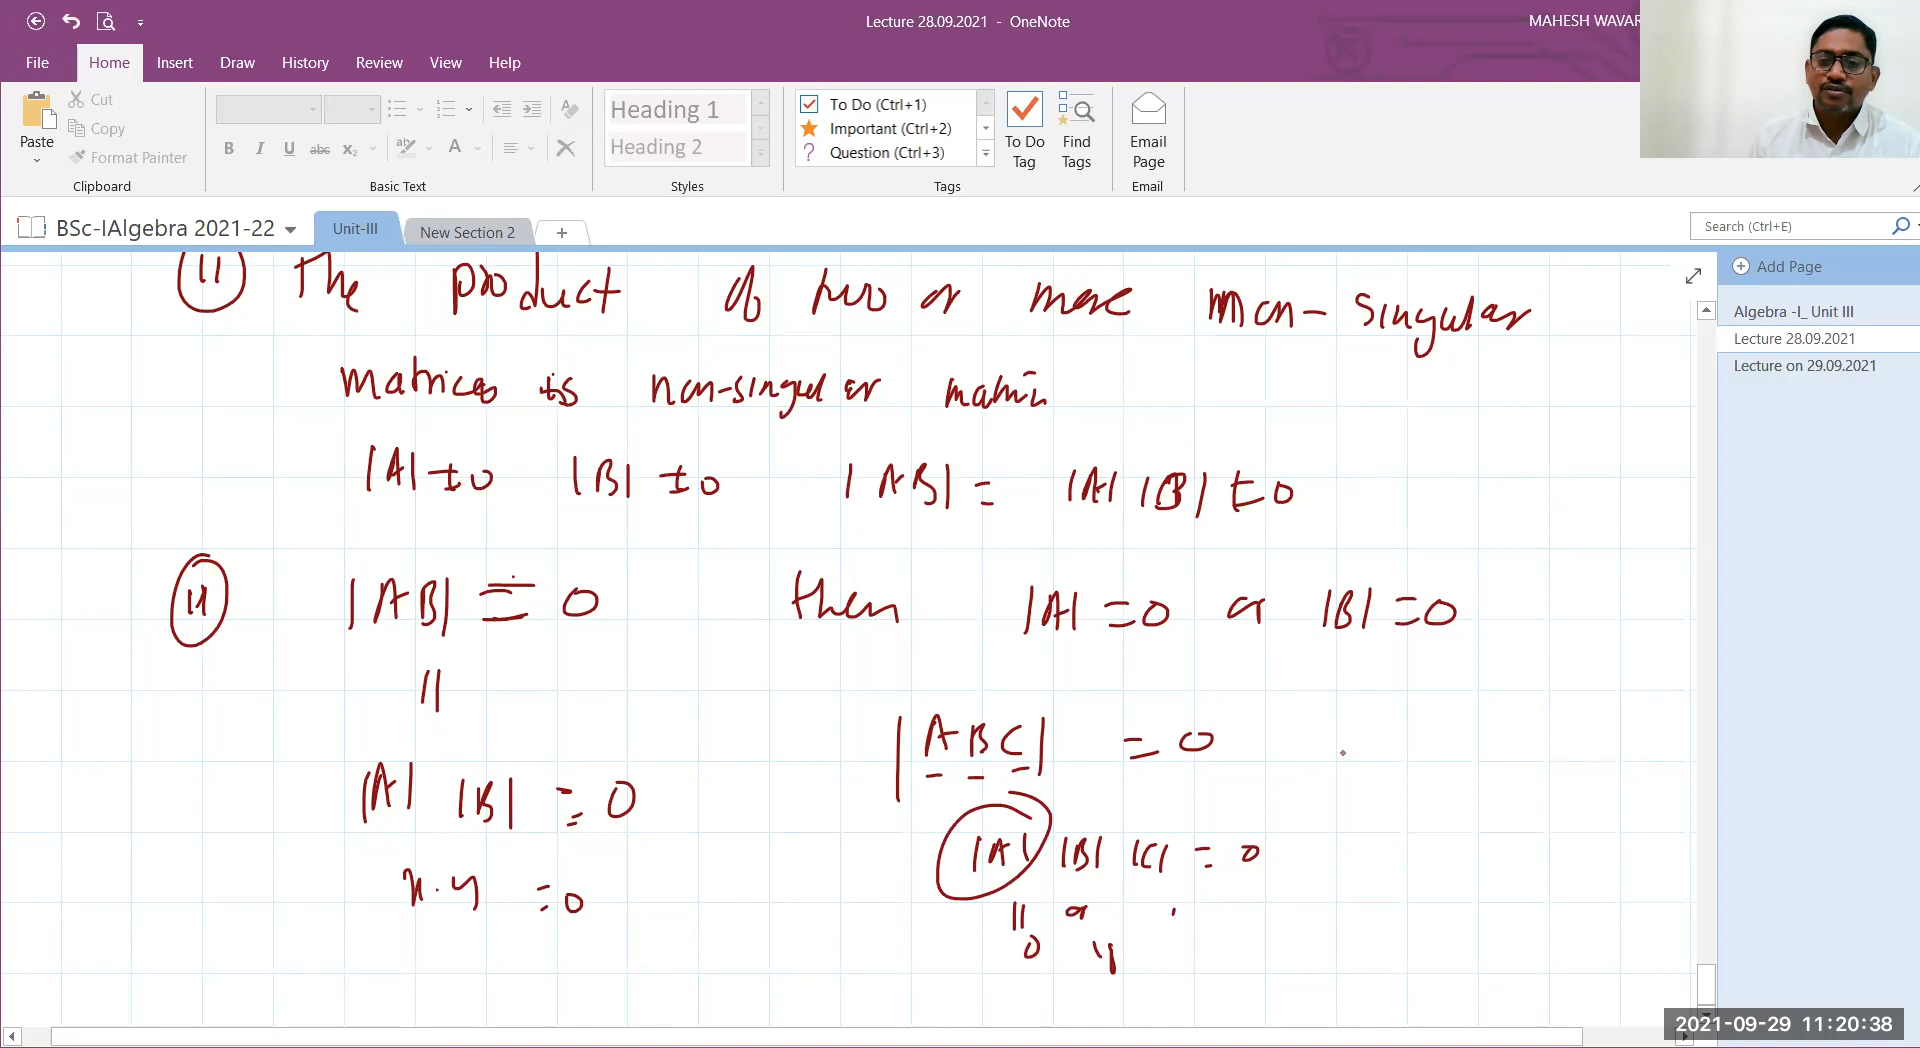 Lecture 28.09.2021 - OneNote
MAHESH WAVAR
File Home Insert Draw History Review View Help
Paste
Cut
Copy
Format Painter
Clipboard
B I U abc x₂ A
Basic Text
Heading 1
Heading 2
Styles
To Do (Ctrl+1)
Important (Ctrl+2)
Question (Ctrl+3)
To Do Tag
Find Tags
Tags
Email Page
Email
BSc-IAlgebra 2021-22 Unit-III New Section 2 +
Search (Ctrl+E)
Add Page
Algebra -I_ Unit III
Lecture 28.09.2021
Lecture on 29.09.2021
(11) The product of two or more non-singular
matrices is non-singular matrix
|A| ≠ 0 |B| ≠ 0 |AB| = |A| |B| ≠ 0
|AB| = 0 then |A| = 0 or |B| = 0
||
|A| |B| = 0
x.y = 0
|ABC| = 0
|A| |B| |C| = 0
|| or
0
2021-09-29 11:20:38